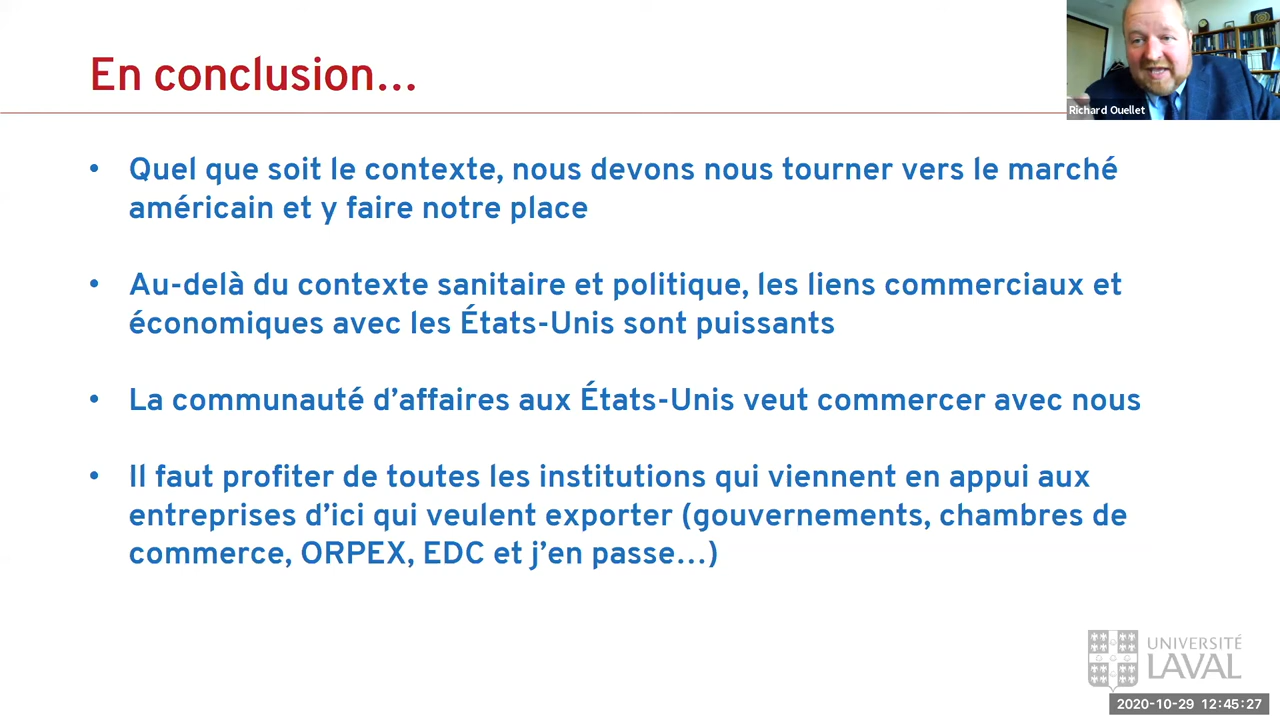 En conclusion...
Richard Ouellet
• Quel que soit le contexte, nous devons nous tourner vers le marché
américain et y faire notre place
• Au-delà du contexte sanitaire et politique, les liens commerciaux et
économiques avec les États-Unis sont puissants
• La communauté d'affaires aux États-Unis veut commercer avec nous
• Il faut profiter de toutes les institutions qui viennent en appui aux
entreprises d'ici qui veulent exporter (gouvernements, chambres de
commerce, ORPEX, EDC et j'en passe...)
UNIVERSITÉ
LAVAL
2020-10-29 12:45:27